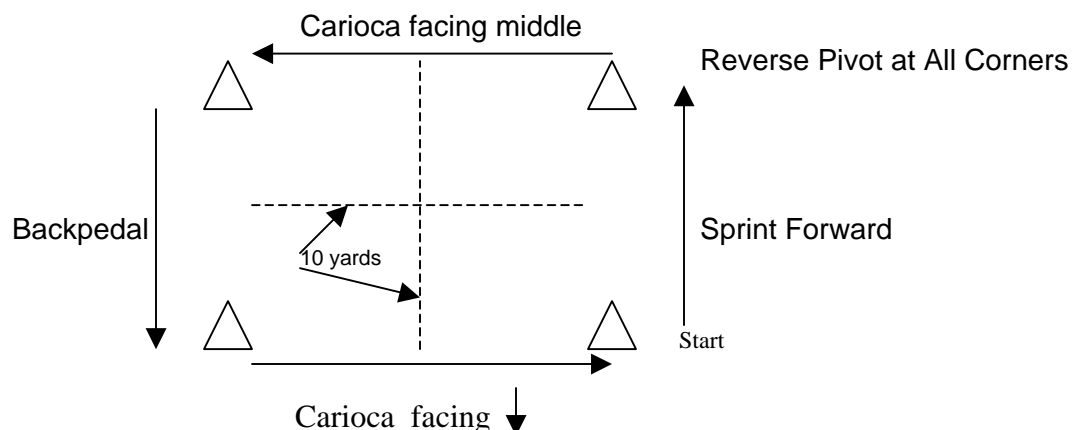 Carioca facing middle
Reverse Pivot at All Corners
Backpedal
Sprint Forward
10 yards
Start
Carioca facing